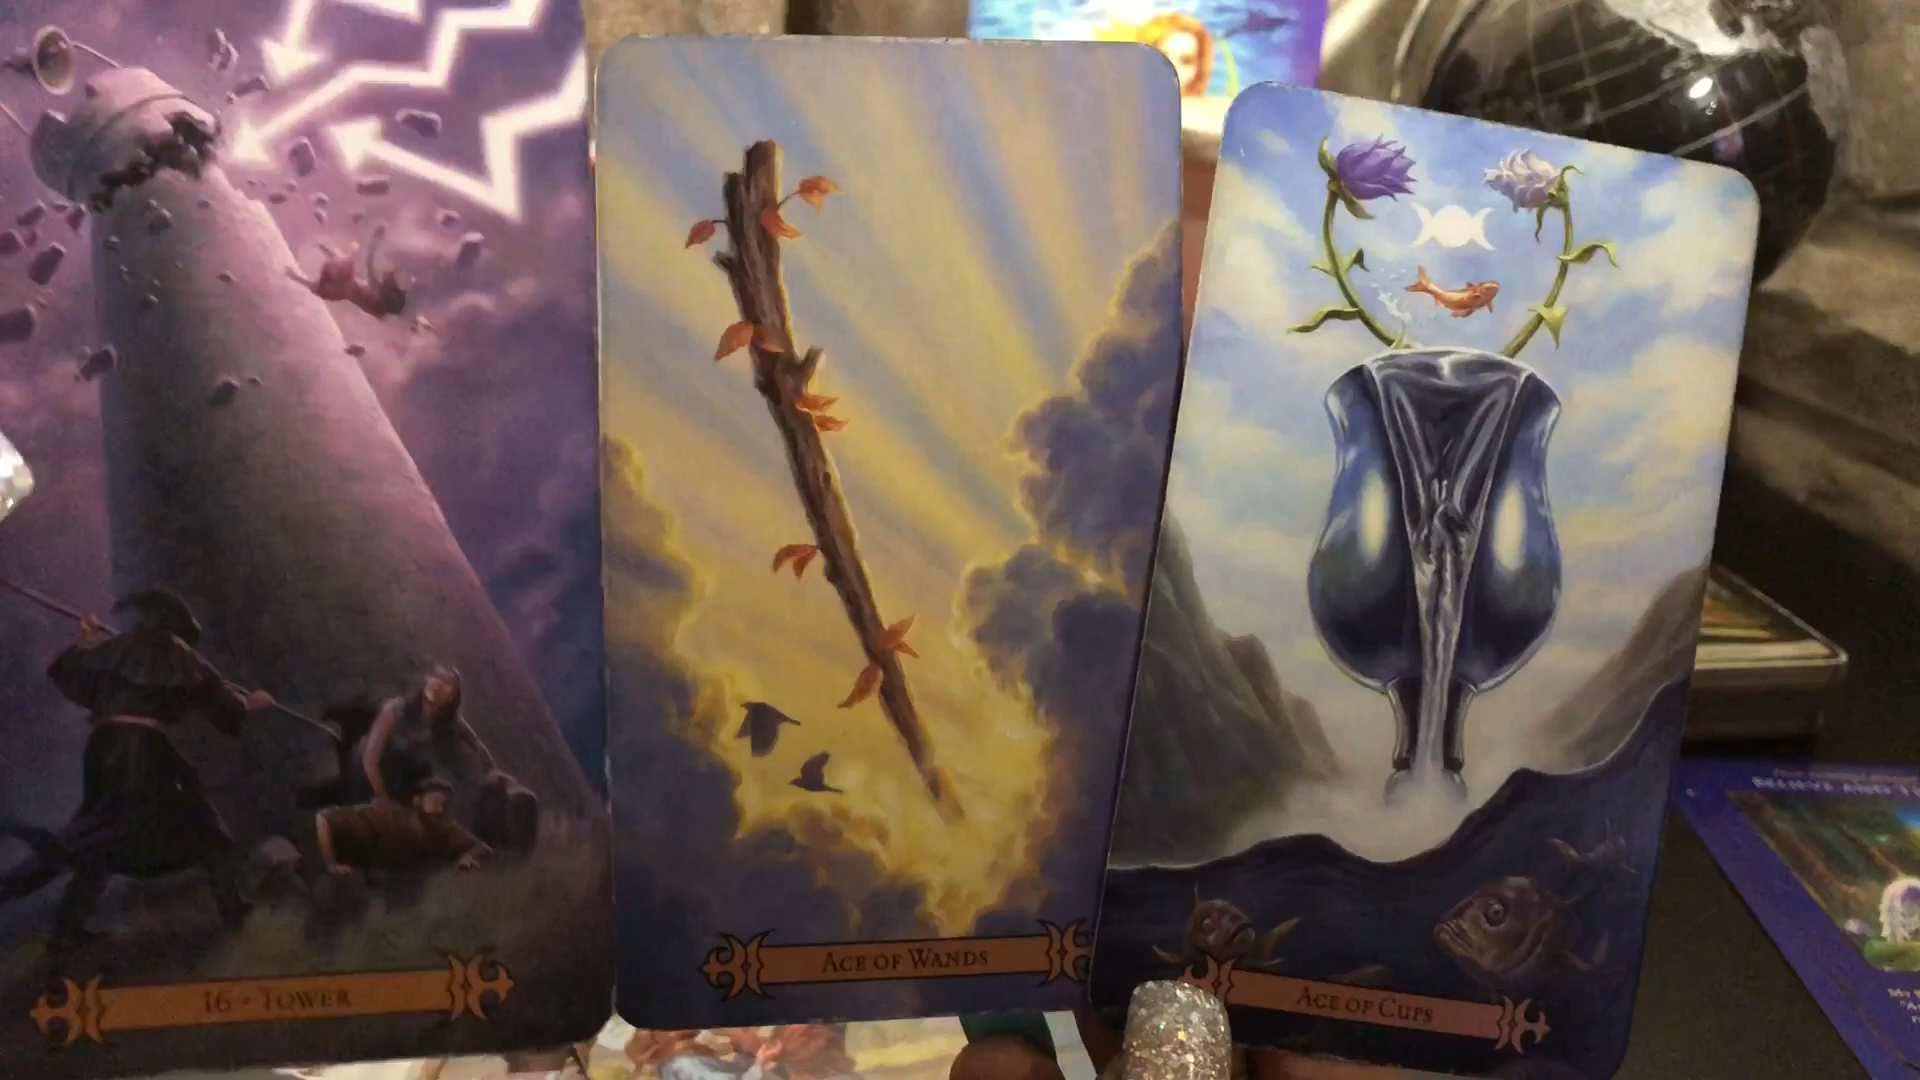 16 • Tower
Ace of Wands
Ace of Cups